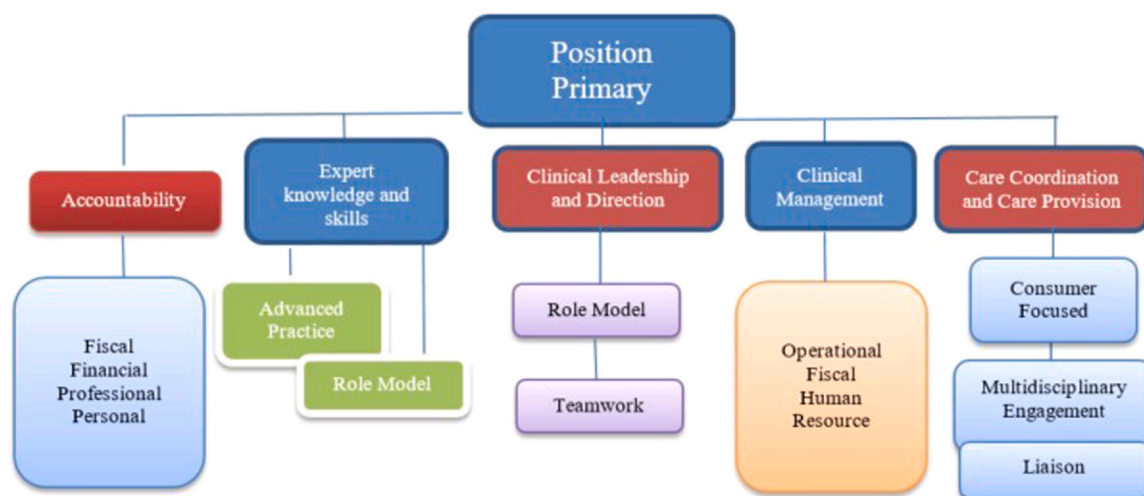 Position
Primary
Accountability
Expert
knowledge and
skills
Clinical Leadership
and Direction
Clinical
Management
Care Coordination
and Care Provision
Fiscal
Financial
Professional
Personal
Advanced
Practice
Role Model
Role Model
Teamwork
Operational
Fiscal
Human
Resource
Consumer
Focused
Multidisciplinary
Engagement
Liaison